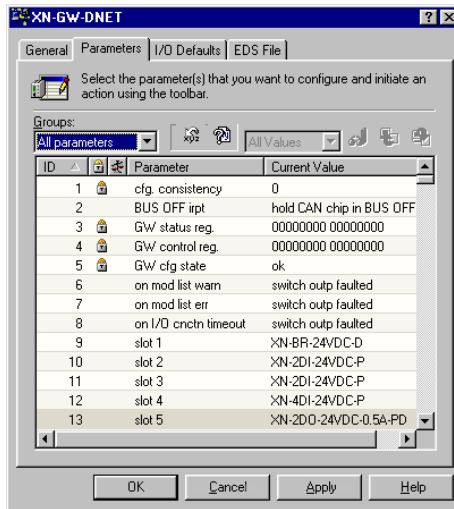 XN-GW-DNET
General Parameters I/O Defaults EDS File
Select the parameter(s) that you want to configure and initiate an
action using the toolbar.
Groups:
All parameters All Values
ID Parameter Current Value
1 cfg. consistency 0
2 BUS OFF irpt hold CAN chip in BUS OFF
3 GW status reg. 00000000 00000000
4 GW control reg. 00000000 00000000
5 GW cfg state ok
6 on mod list warn switch outp faulted
7 on mod list err switch outp faulted
8 on I/O cnctn timeout switch outp faulted
9 slot 1 XN-BR-24VDC-D
10 slot 2 XN-2DI-24VDC-P
11 slot 3 XN-2DI-24VDC-P
12 slot 4 XN-4DI-24VDC-P
13 slot 5 XN-2DO-24VDC-0.5A-PD
OK Cancel Apply Help